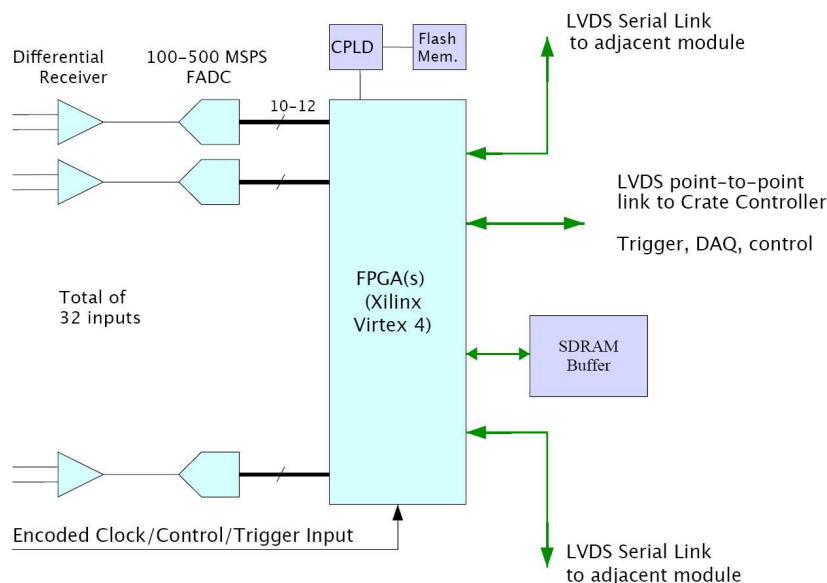 LVDS Serial Link
to adjacent module
Differential
Receiver
100-500 MSPS
FADC
CPLD
Flash
Mem.
10-12
LVDS point-to-point
link to Crate Controller
Trigger, DAQ, control
FPGA(s)
(Xilinx
Virtex 4)
Total of
32 inputs
SDRAM
Buffer
Encoded Clock/Control/Trigger Input
LVDS Serial Link
to adjacent module